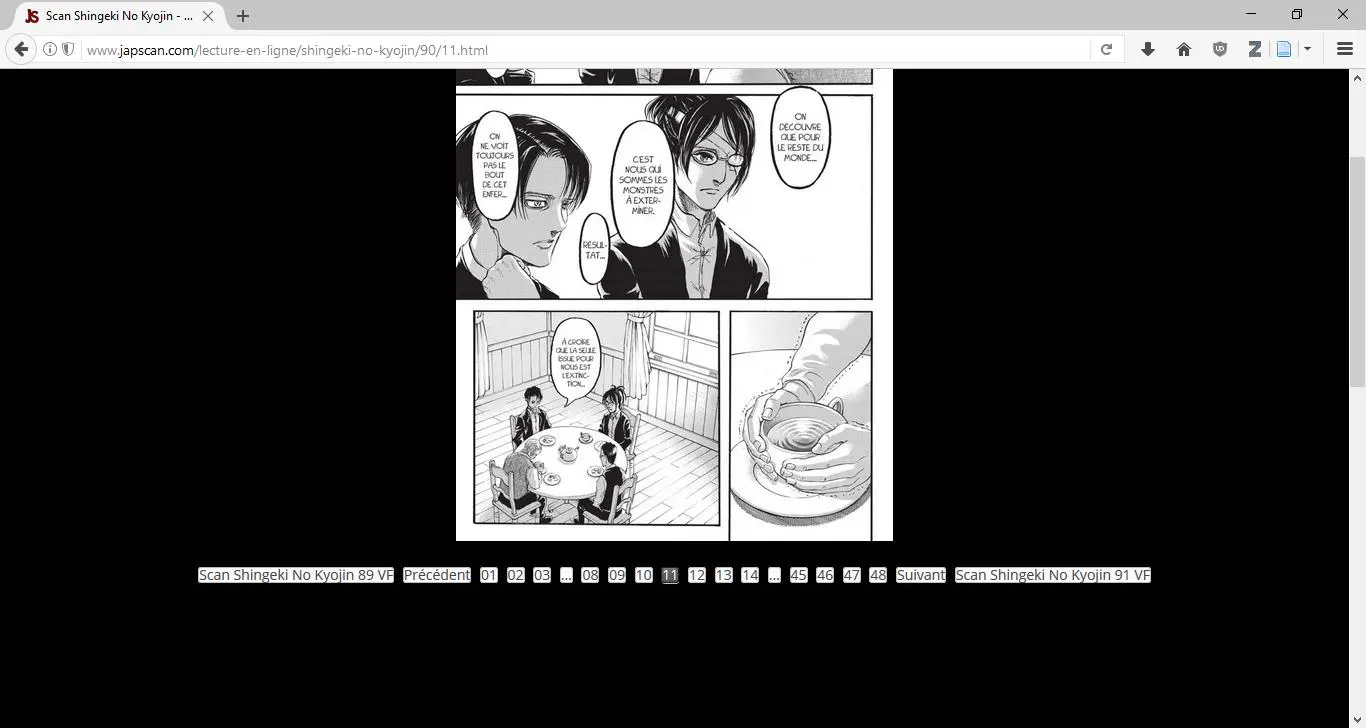 Scan Shingeki No Kyojin - ...
www.japscan.com/lecture-en-ligne/shingeki-no-kyojin/90/11.html
ON
DÉCOUVRE
QUE POUR
LE RESTE DU
MONDE...
C'EST
NOUS QUI
SOMMES LES
MONSTRES
À EXTER-
MINER.
RÉSUL-
TAT...
ON
NE VOIT
TOUJOURS
PAS LE
BOUT
DE CET
ENFER...
À CROIRE
QUE LA SEULE
ISSUE POUR
NOUS EST
L'EXTINC-
TION...
Scan Shingeki No Kyojin 89 VF Précédent 01 02 03 ... 08 09 10 11 12 13 14 ... 45 46 47 48 Suivant Scan Shingeki No Kyojin 91 VF